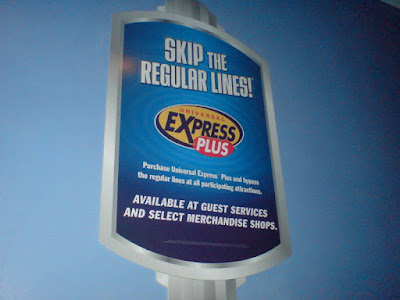 SKIP THE
REGULAR LINES!
UNIVERSAL
EXPRESS
PLUS
Purchase Universal Express Plus and bypass
the regular lines at all participating attractions.
AVAILABLE AT GUEST SERVICES
AND SELECT MERCHANDISE SHOPS.